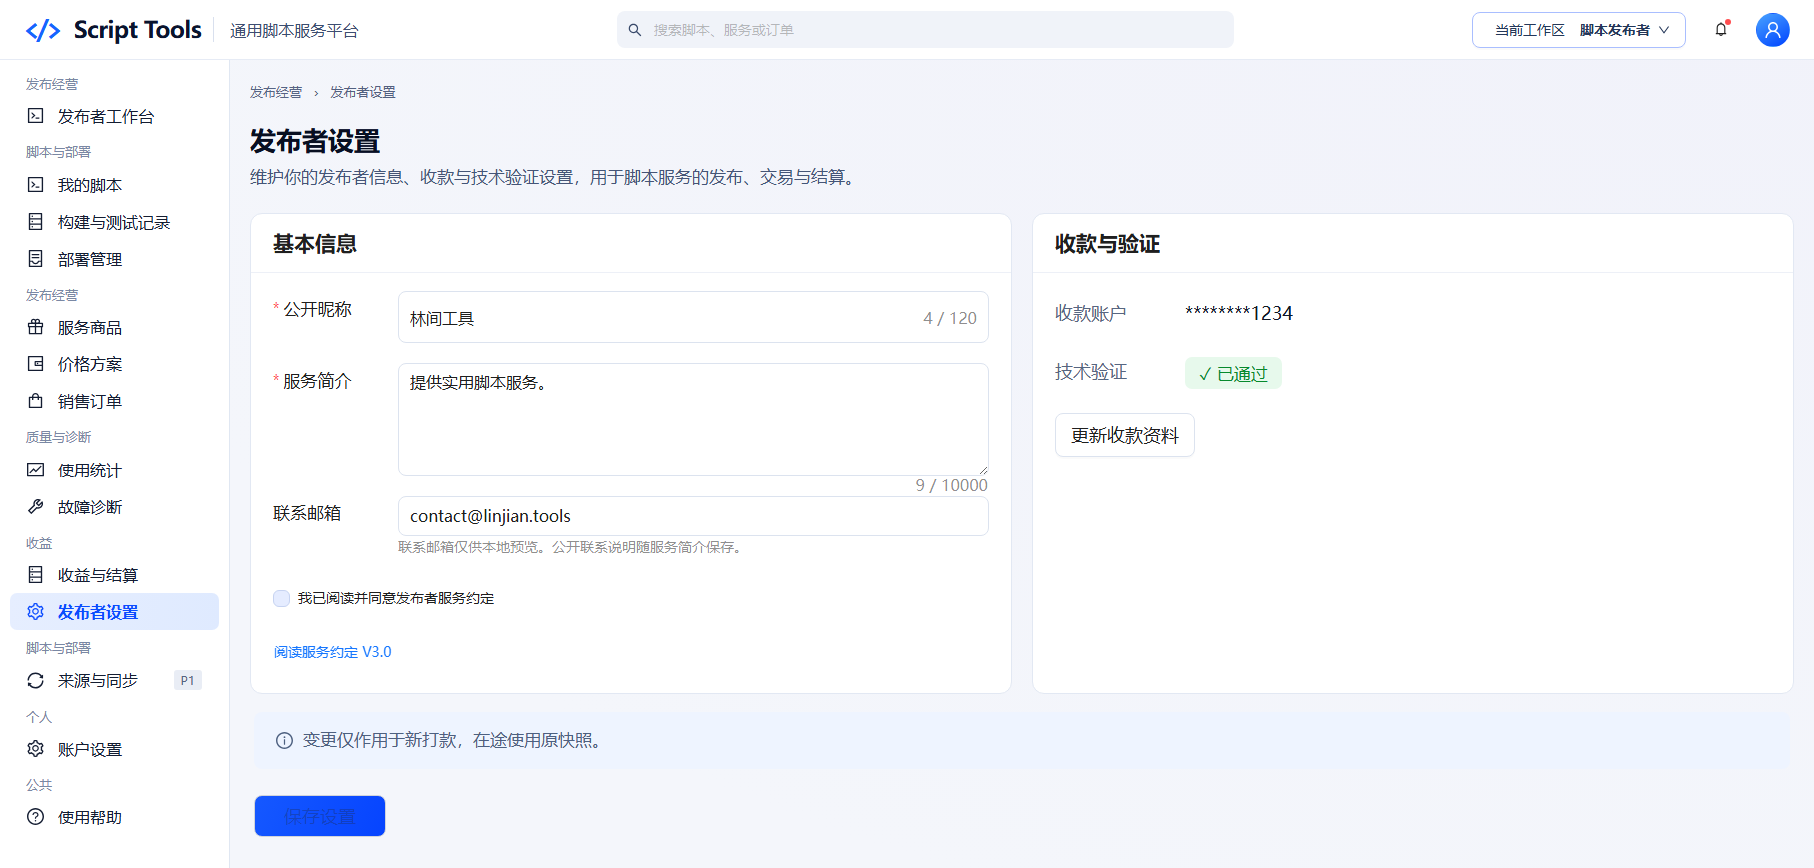 Script Tools
通用脚本服务平台
搜索脚本、服务或订单
当前工作区 脚本发布者
发布经营
发布者工作台
脚本与部署
我的脚本
构建与测试记录
部署管理
发布经营
服务商品
价格方案
销售订单
质量与诊断
使用统计
故障诊断
收益
收益与结算
发布者设置
脚本与部署
来源与同步 P1
个人
账户设置
公共
使用帮助
发布经营 › 发布者设置
发布者设置
维护你的发布者信息、收款与技术验证设置，用于脚本服务的发布、交易与结算。
基本信息
* 公开昵称
林间工具 4 / 120
* 服务简介
提供实用脚本服务。
9 / 10000
联系邮箱
contact@linjian.tools
联系邮箱仅供本地预览。公开联系说明随服务简介保存。
我已阅读并同意发布者服务约定
阅读服务约定 V3.0
收款与验证
收款账户 ********1234
技术验证 ✓ 已通过
更新收款资料
变更仅作用于新打款，在途使用原快照。
保存设置